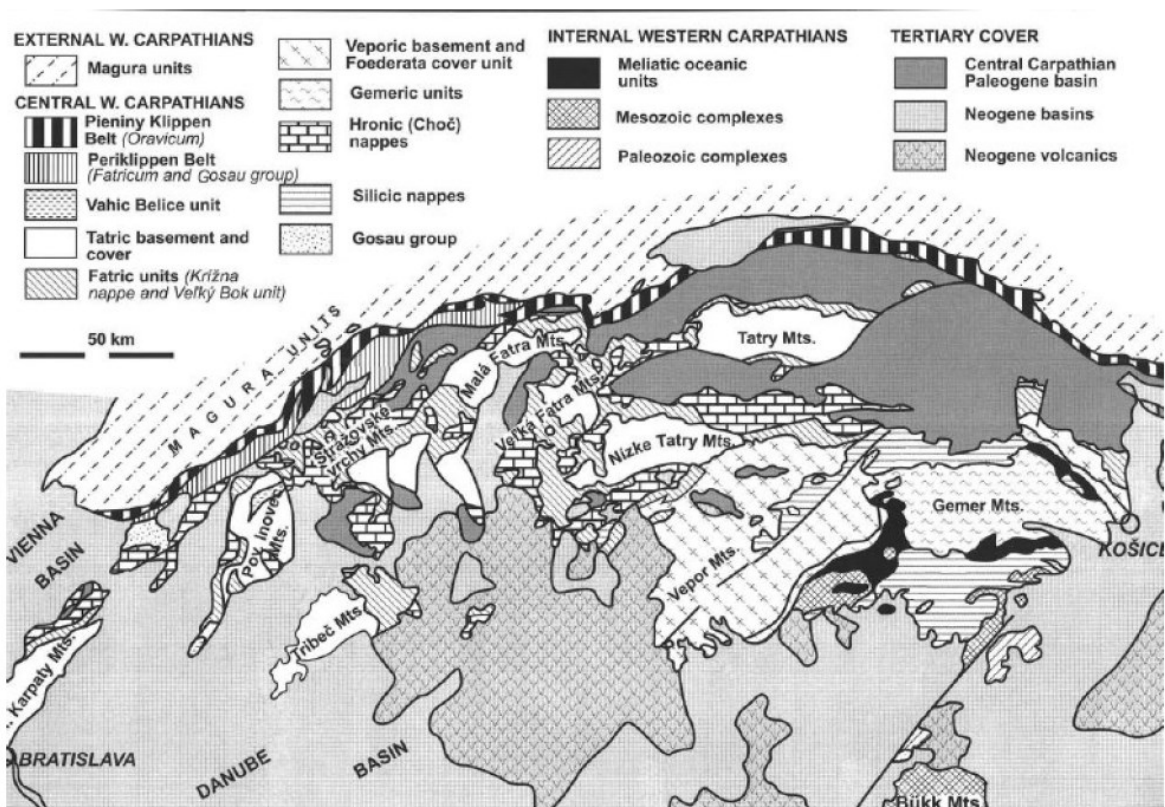 EXTERNAL W. CARPATHIANS
Magura units
CENTRAL W. CARPATHIANS
Pieniny Klippen
Belt (Oravicum)
Periklippen Belt
(Fatricum and Gosau group)
Vahic Belice unit
Tatric basement and
cover
Fatric units (Krížna
nappe and Veľký Bok unit)
50 km
Veporic basement and
Foederata cover unit
Gemeric units
Hronic (Choč)
nappes
Silicic nappes
Gosau group
INTERNAL WESTERN CARPATHIANS
Meliatic oceanic
units
Mesozoic complexes
Paleozoic complexes
TERTIARY COVER
Central Carpathian
Paleogene basin
Neogene basins
Neogene volcanics
MAGURA UNITS
Tatry Mts.
Malá Fatra Mts.
Veľká Fatra Mts.
Strážovské
vrchy Mts.
Nízke Tatry Mts.
Gemer Mts.
KOŠICE
VIENNA
BASIN
Pov. Inovec
Mts.
Vepor Mts.
Tribeč Mts.
. Karpaty Mts.
BRATISLAVA
DANUBE
BASIN
Bükk Mts.